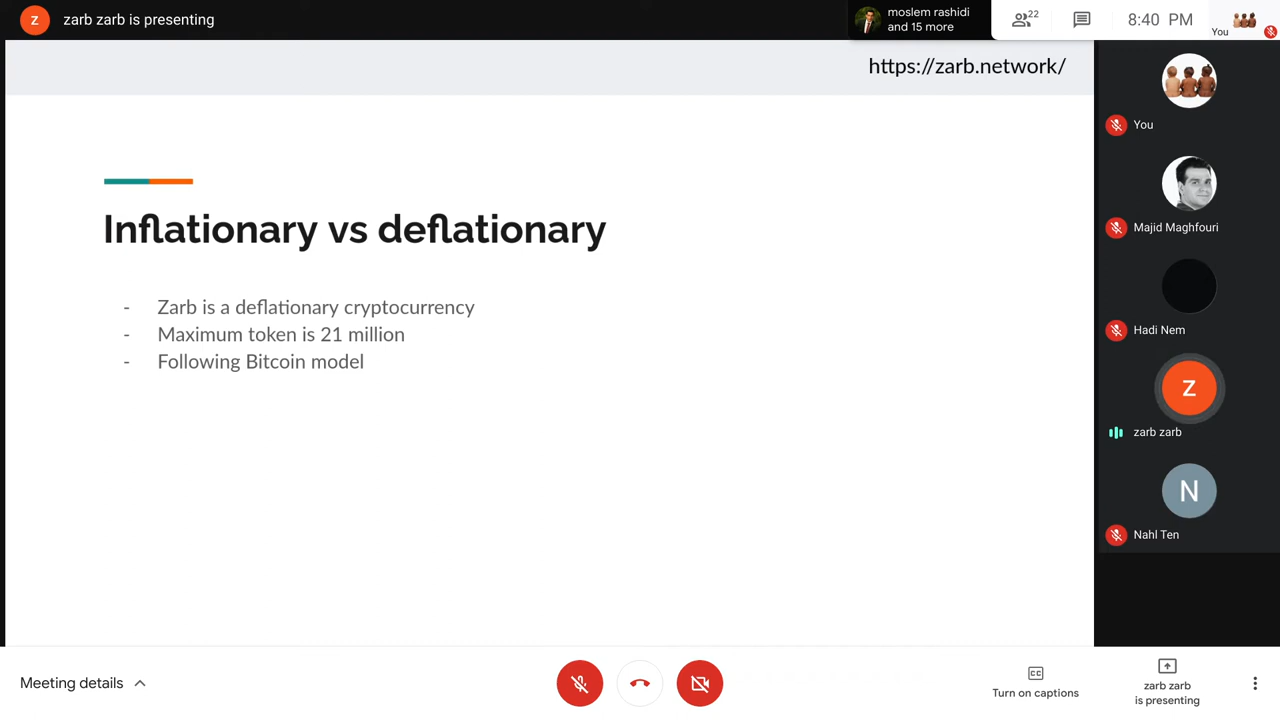 Z
zarb zarb is presenting
moslem rashidi
and 15 more
22
8:40 PM
You
https://zarb.network/
Inflationary vs deflationary
- Zarb is a deflationary cryptocurrency
- Maximum token is 21 million
- Following Bitcoin model
You
Majid Maghfouri
Hadi Nem
Z
zarb zarb
N
Nahl Ten
Meeting details
CC
Turn on captions
zarb zarb
is presenting